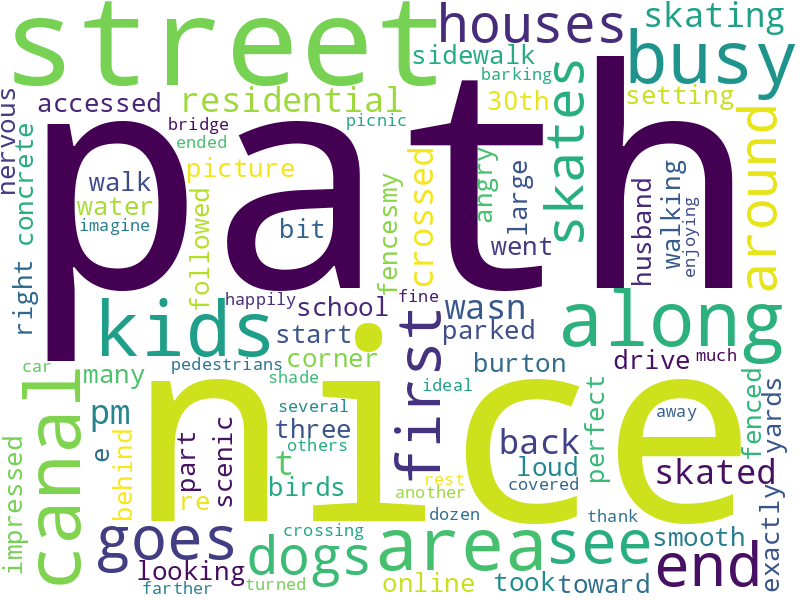 street
houses
skating
sidewalk
busy
barking
accessed
residential
30th
setting
nervous
bridge
picnic
ended
path
concrete
walk
picture
crossed
angry
large
skates
husband
walking
around
water
followed
fencesmy
imagine
bit
went
enjoying
right
happily
school
fine
wasn
along
kids
start
first
parked
corner
burton
drive
much
car
many
pedestrians
shade
ideal
canal
pm
nice
several
three
back
perfect
away
fenced
yards
e
behind
part
scenic
t
others
loud
skated
impressed
re
birds
another
rest
covered
dozen
thank
exactly
goes
crossing
dogs
area
see
smooth
end
looking
farther
turned
online
took
toward